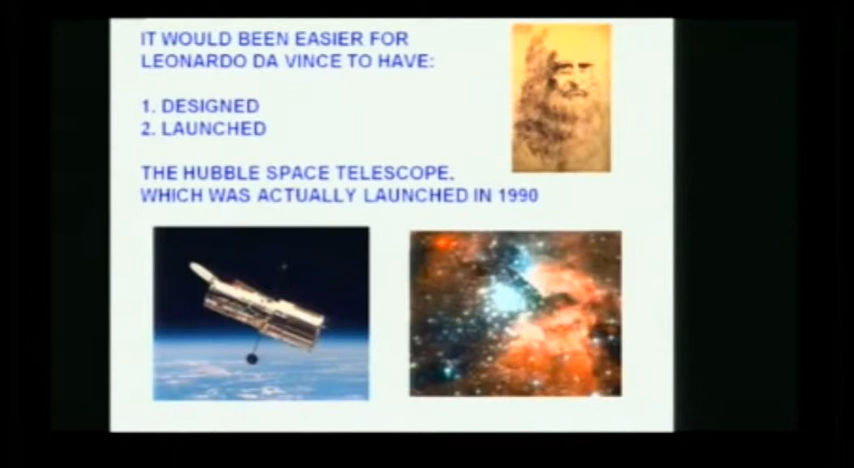 IT WOULD BEEN EASIER FOR
LEONARDO DA VINCE TO HAVE:
1. DESIGNED
2. LAUNCHED
THE HUBBLE SPACE TELESCOPE,
WHICH WAS ACTUALLY LAUNCHED IN 1990